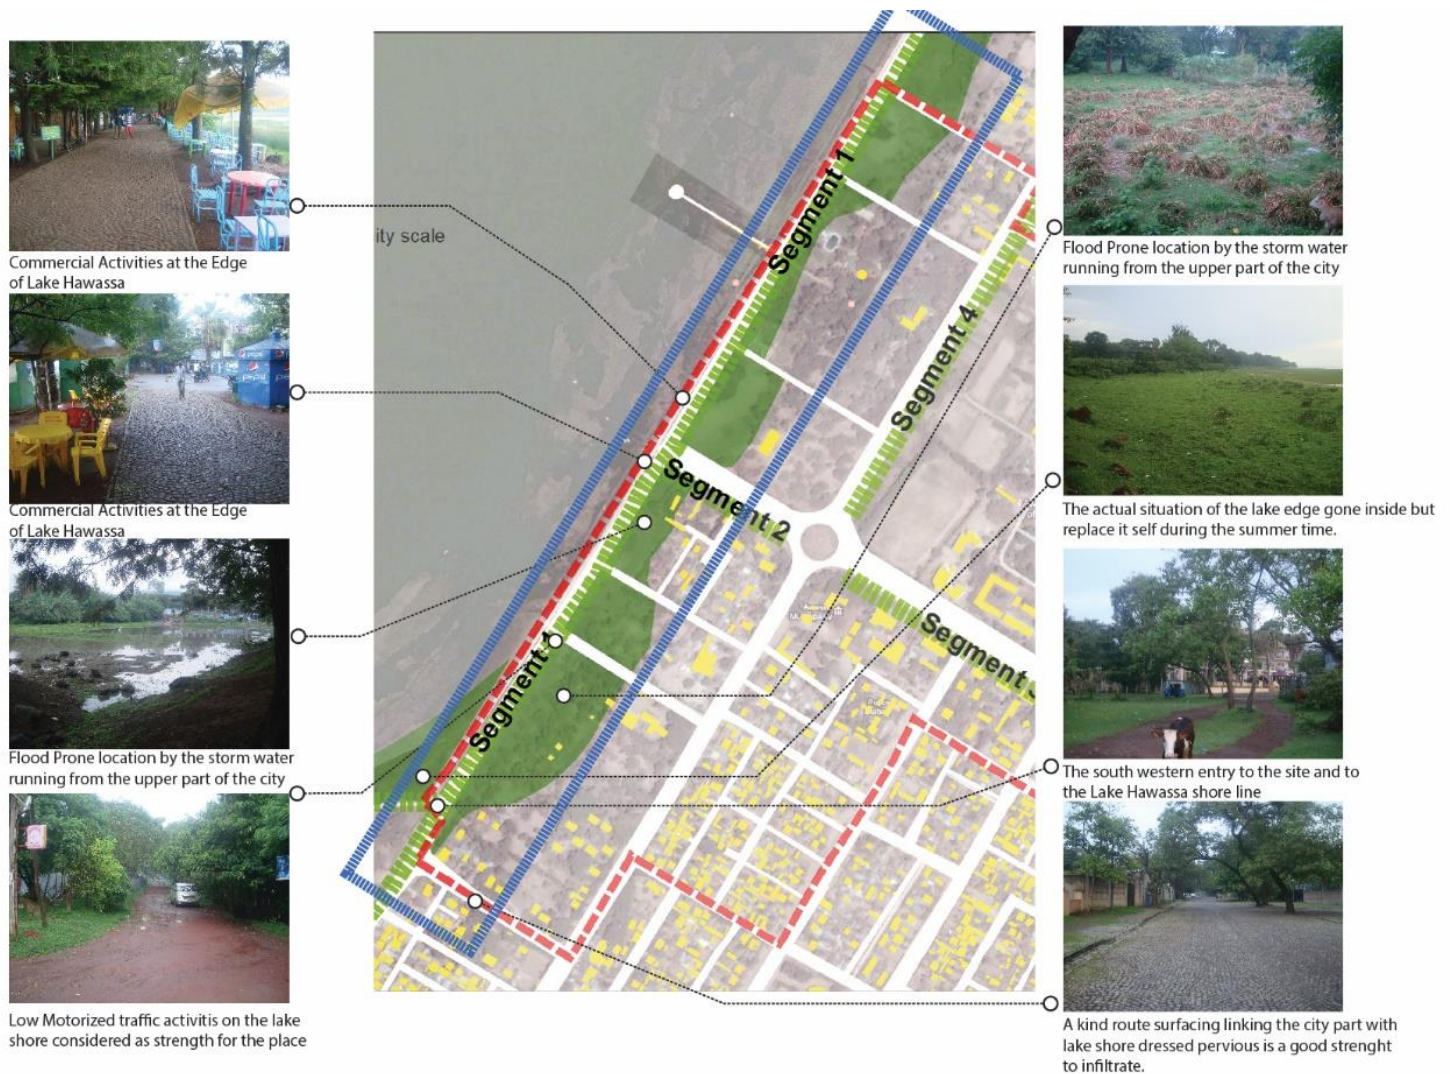 Commercial Activities at the Edge
of Lake Hawassa
Commercial Activities at the Edge
of Lake Hawassa
Flood Prone location by the storm water
running from the upper part of the city
Low Motorized traffic activitis on the lake
shore considered as strength for the place
ity scale
Segment 1
Segment 4
Segment 2
Segment
Segment 1
Flood Prone location by the storm water
running from the upper part of the city
The actual situation of the lake edge gone inside but
replace it self during the summer time.
The south western entry to the site and to
the Lake Hawassa shore line
A kind route surfacing linking the city part with
lake shore dressed pervious is a good strenght
to infiltrate.
pepsi